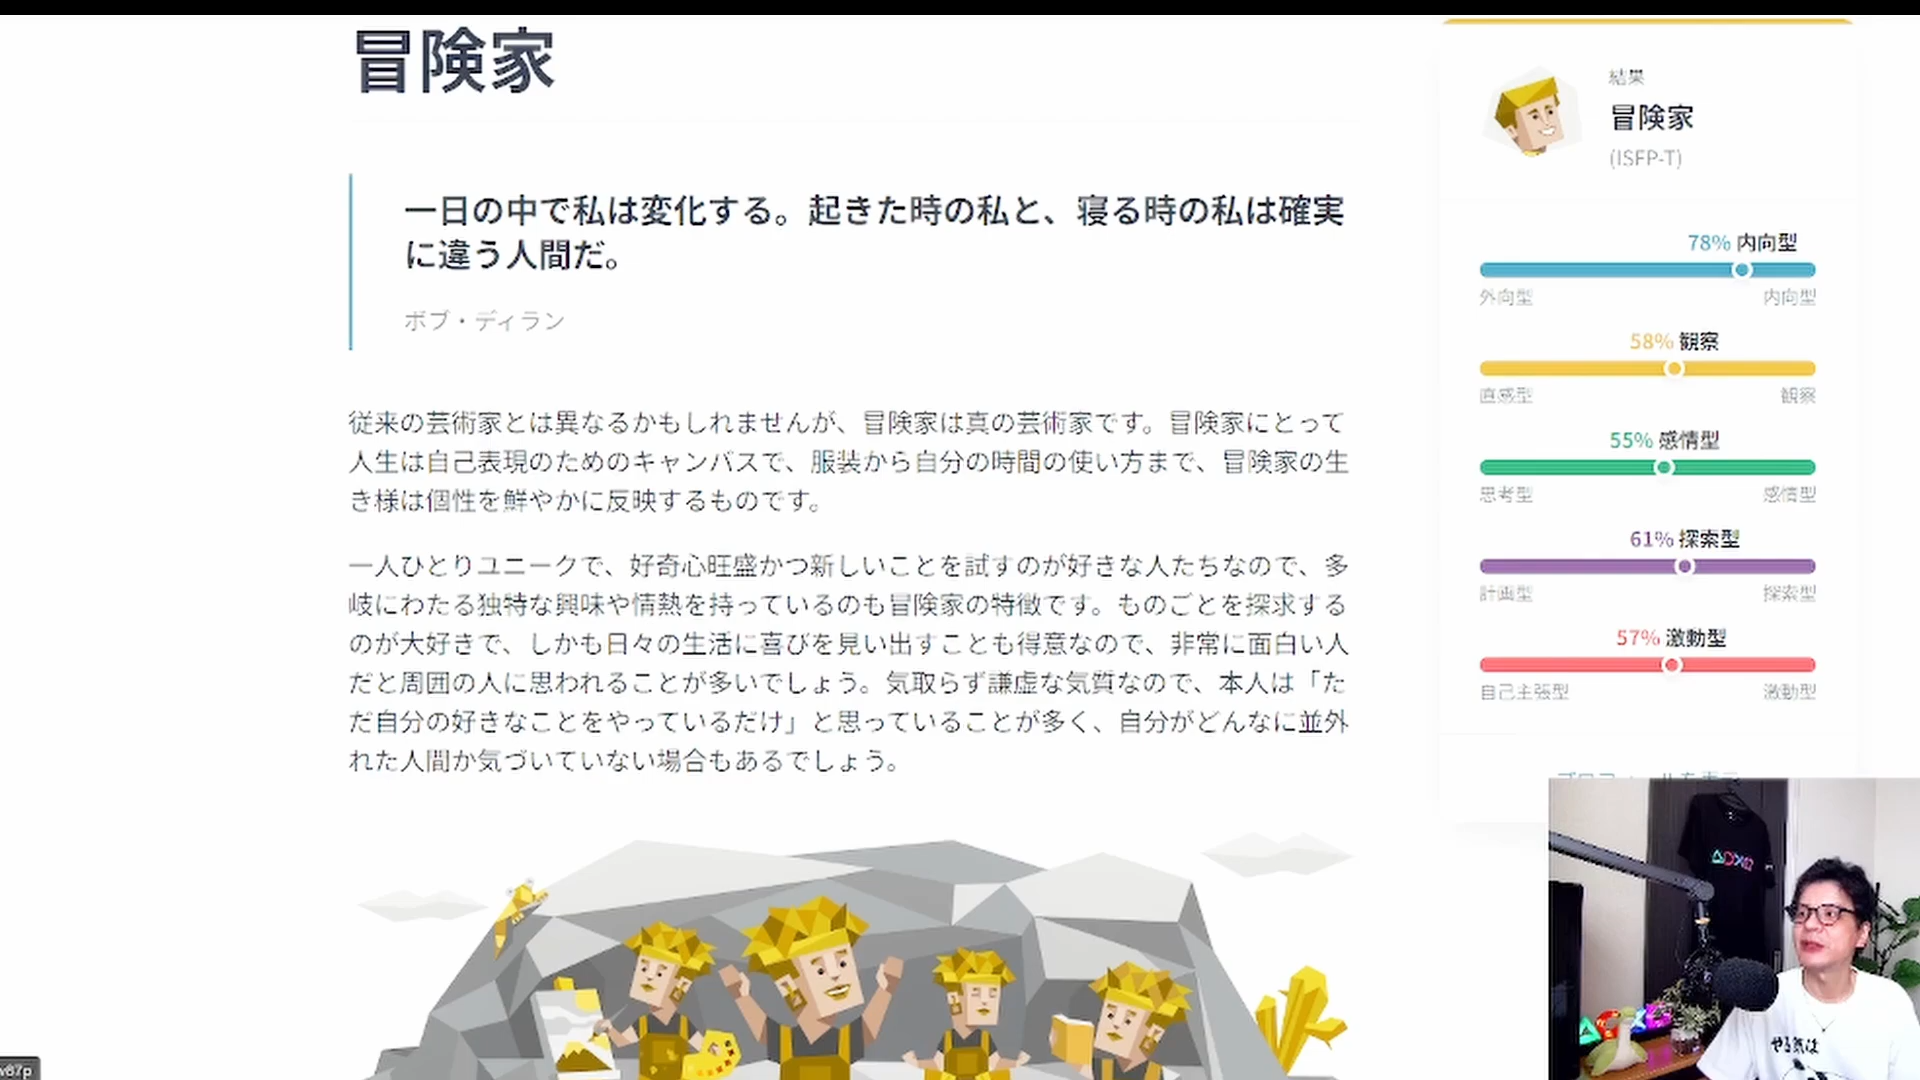 冒険家
一日の中で私は変化する。起きた時の私と、寝る時の私は確実
に違う人間だ。
ボブ・ディラン
従来の芸術家とは異なるかもしれませんが、冒険家は真の芸術家です。冒険家にとって
人生は自己表現のためのキャンバスで、服装から自分の時間の使い方まで、冒険家の生
き様は個性を鮮やかに反映するものです。
一人ひとりユニークで、好奇心旺盛かつ新しいことを試すのが好きな人たちなので、多
岐にわたる独特な興味や情熱を持っているのも冒険家の特徴です。ものごとを探求する
のが大好きで、しかも日々の生活に喜びを見い出すことも得意なので、非常に面白い人
だと周囲の人に思われることが多いでしょう。気取らず謙虚な気質なので、本人は「た
だ自分の好きなことをやっているだけ」と思っていることが多く、自分がどんなに並外
れた人間か気づいていない場合もあるでしょう。
結果
冒険家
(ISFP-T)
78% 内向型
外向型 内向型
58% 観察
直感型 観察
55% 感情型
思考型 感情型
61% 探索型
計画型 探索型
57% 激動型
自己主張型 激動型
やる気は